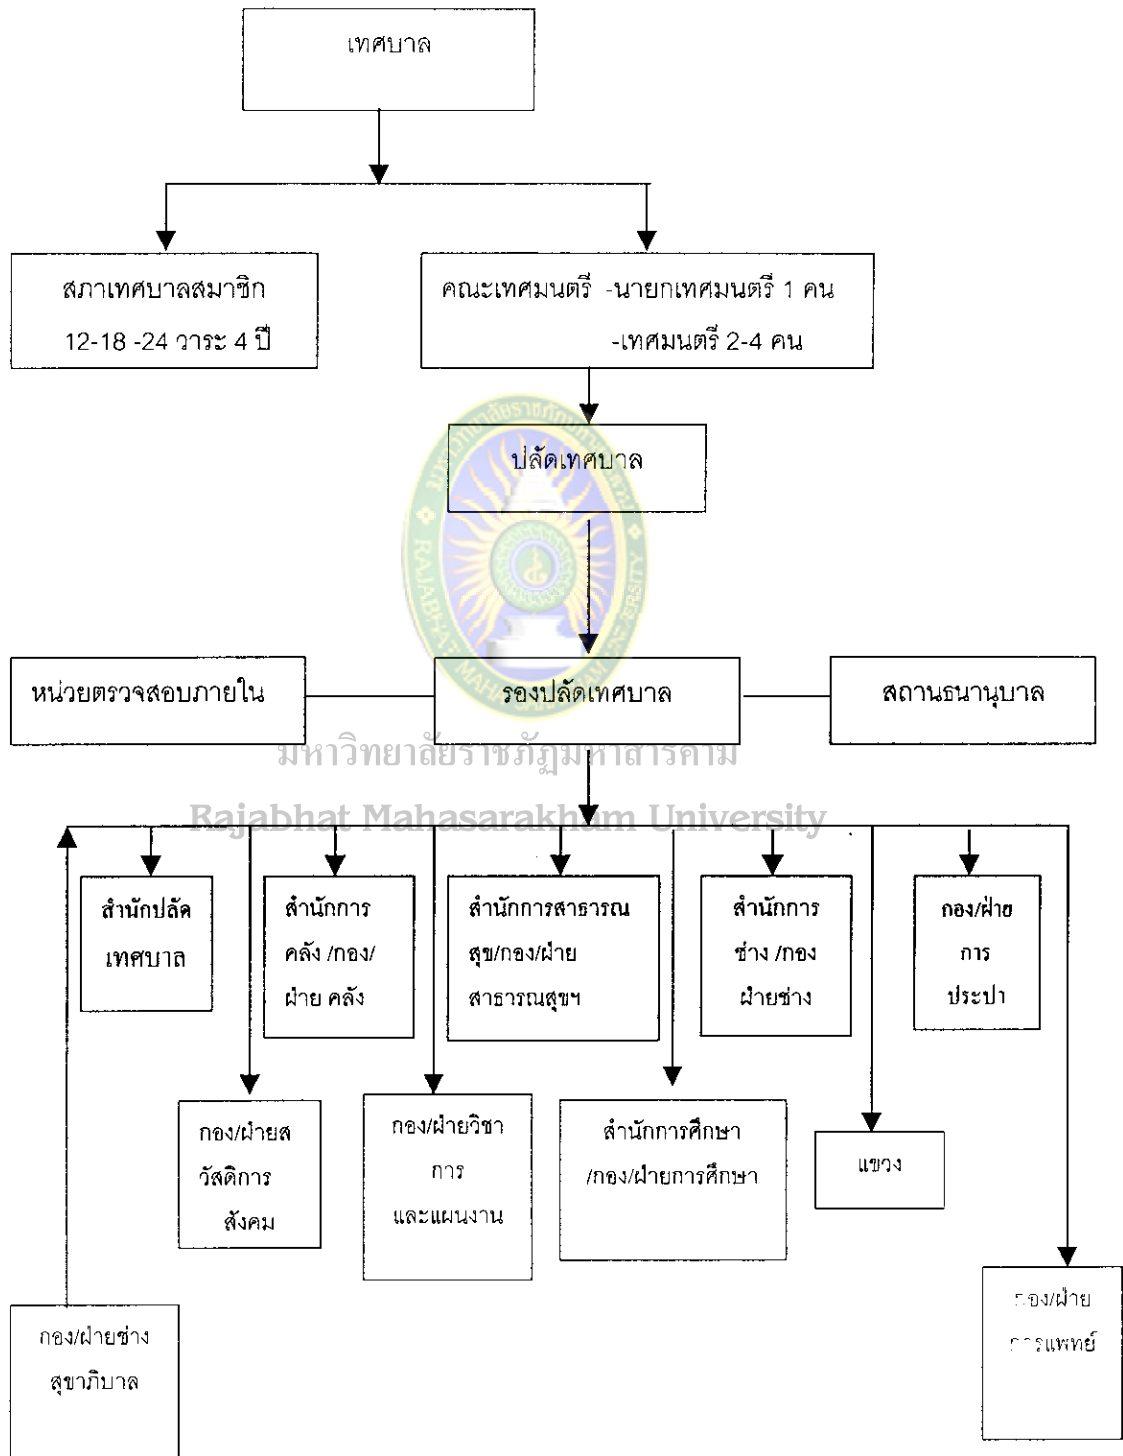 เทศบาล
สภาเทศบาลสมาชิก
12-18 -24 วาระ 4 ปี
คณะเทศมนตรี -นายกเทศมนตรี 1 คน
-เทศมนตรี 2-4 คน
ปลัดเทศบาล
หน่วยตรวจสอบภายใน
รองปลัดเทศบาล
สถานธนานุบาล
มหาวิทยาลัยราชภัฏมหาสารคาม
Rajabhat Mahasarakham University
RAJABHAT MAHASARAKHAM UNIVERSITY
สำนักปลัด
เทศบาล
สำนักการ
คลัง /กอง/
ฝ่าย คลัง
สำนักการสาธารณ
สุข/กอง/ฝ่าย
สาธารณสุขฯ
สำนักการ
ช่าง /กอง
ฝ่ายช่าง
กอง/ฝ่าย
การ
ประปา
กอง/ฝ่ายส
วัสดิการ
สังคม
กอง/ฝ่ายวิชา
การ
และแผนงาน
สำนักการศึกษา
/กอง/ฝ่ายการศึกษา
แขวง
กอง/ฝ่ายช่าง
สุขาภิบาล
กอง/ฝ่าย
การแพทย์